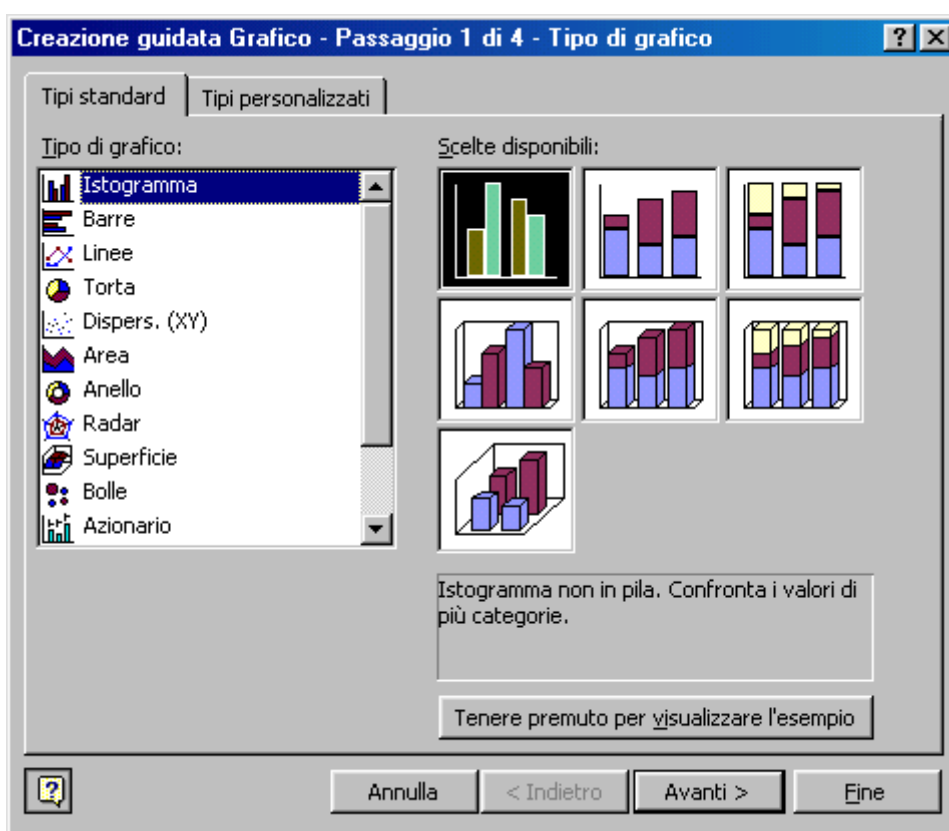 Creazione guidata Grafico - Passaggio 1 di 4 - Tipo di grafico
Tipi standard
Tipi personalizzati
Tipo di grafico:
Istogramma
Barre
Linee
Torta
Dispers. (XY)
Area
Anello
Radar
Superficie
Bolle
Azionario
Scelte disponibili:
Istogramma non in pila. Confronta i valori di
più categorie.
Tenere premuto per visualizzare l'esempio
Annulla
< Indietro
Avanti >
Fine